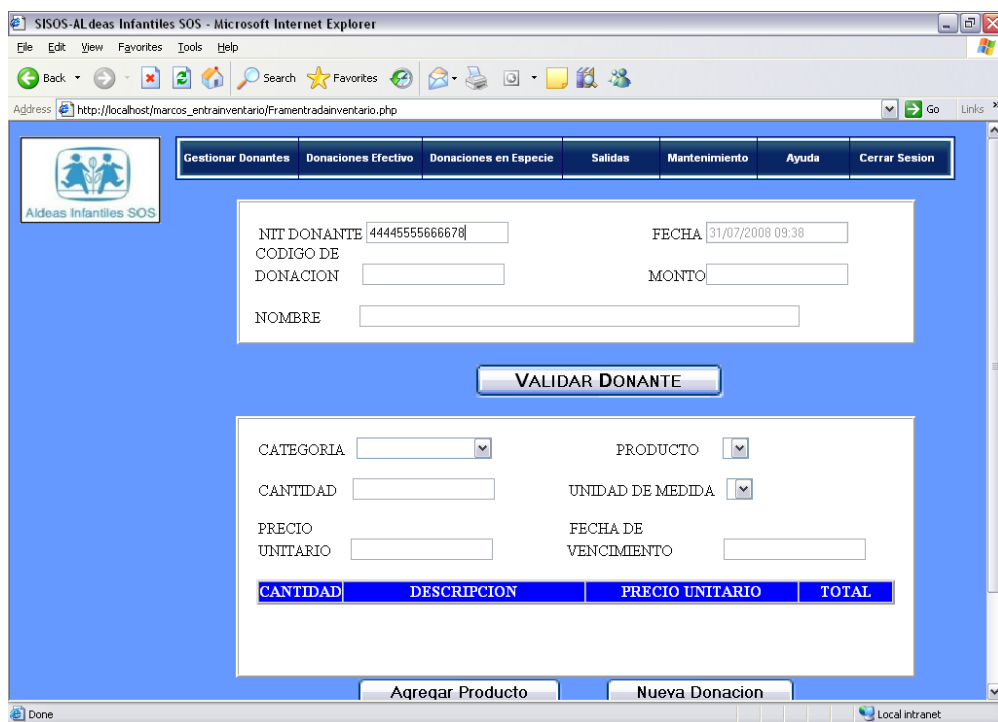 SISOS-ALdeas Infantiles SOS - Microsoft Internet Explorer
File Edit View Favorites Tools Help
Back Search Favorites
Address http://localhost/marcos_entrainventario/Framentradainventario.php Go Links »
Aldeas Infantiles SOS
Gestionar Donantes Donaciones Efectivo Donaciones en Especie Salidas Mantenimiento Ayuda Cerrar Sesion
NIT DONANTE 44445555666678 FECHA 31/07/2008 09:38
CODIGO DE
DONACION MONTO
NOMBRE
VALIDAR DONANTE
CATEGORIA PRODUCTO
CANTIDAD UNIDAD DE MEDIDA
PRECIO FECHA DE
UNITARIO VENCIMIENTO
CANTIDAD DESCRIPCION PRECIO UNITARIO TOTAL
Agregar Producto Nueva Donacion
Done Local intranet